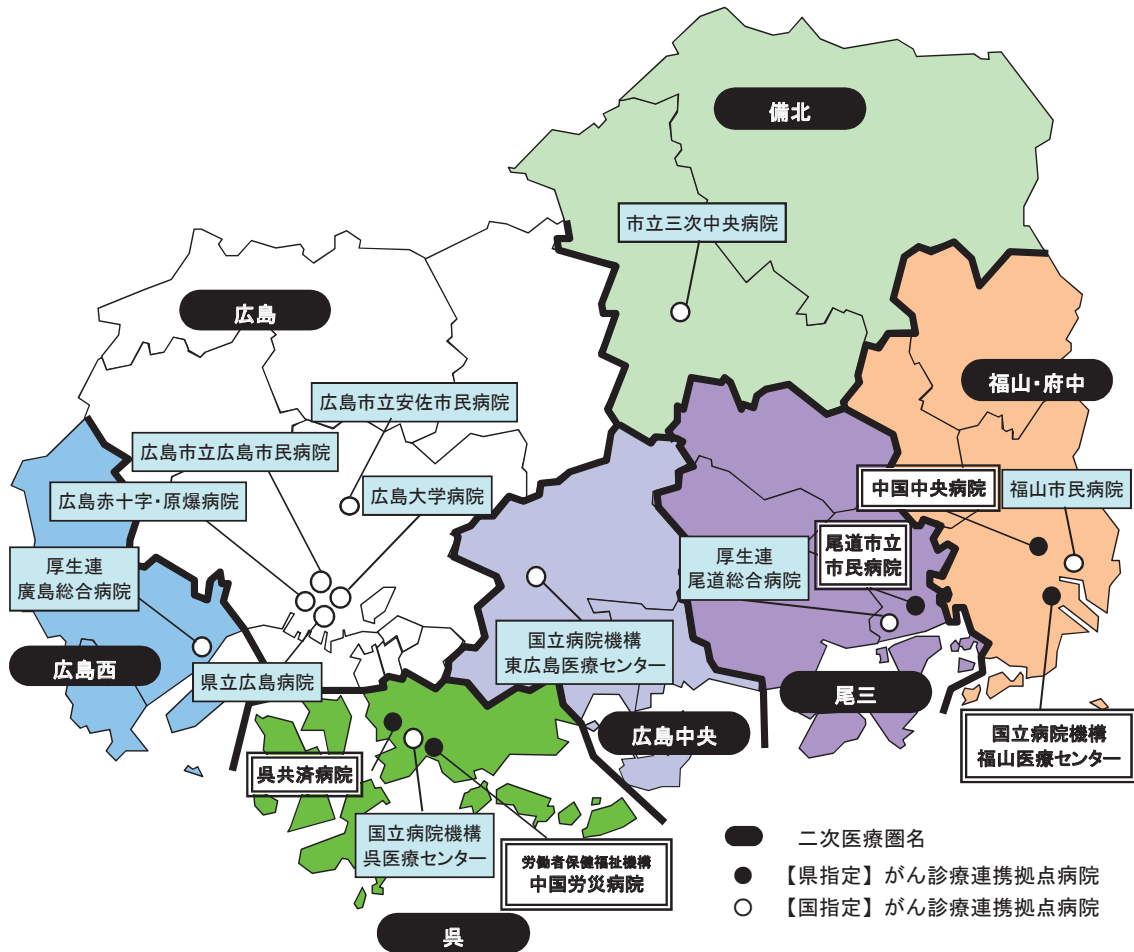 備北
市立三次中央病院
広島
福山・府中
広島市立安佐市民病院
広島市立広島市民病院
広島赤十字・原爆病院
広島大学病院
中国中央病院
福山市民病院
厚生連
廣島総合病院
厚生連
尾道総合病院
尾道市立
市民病院
国立病院機構
東広島医療センター
広島西
県立広島病院
尾三
広島中央
国立病院機構
福山医療センター
呉共済病院
国立病院機構
呉医療センター
労働者保健福祉機構
中国労災病院
呉
二次医療圏名
【県指定】がん診療連携拠点病院
【国指定】がん診療連携拠点病院